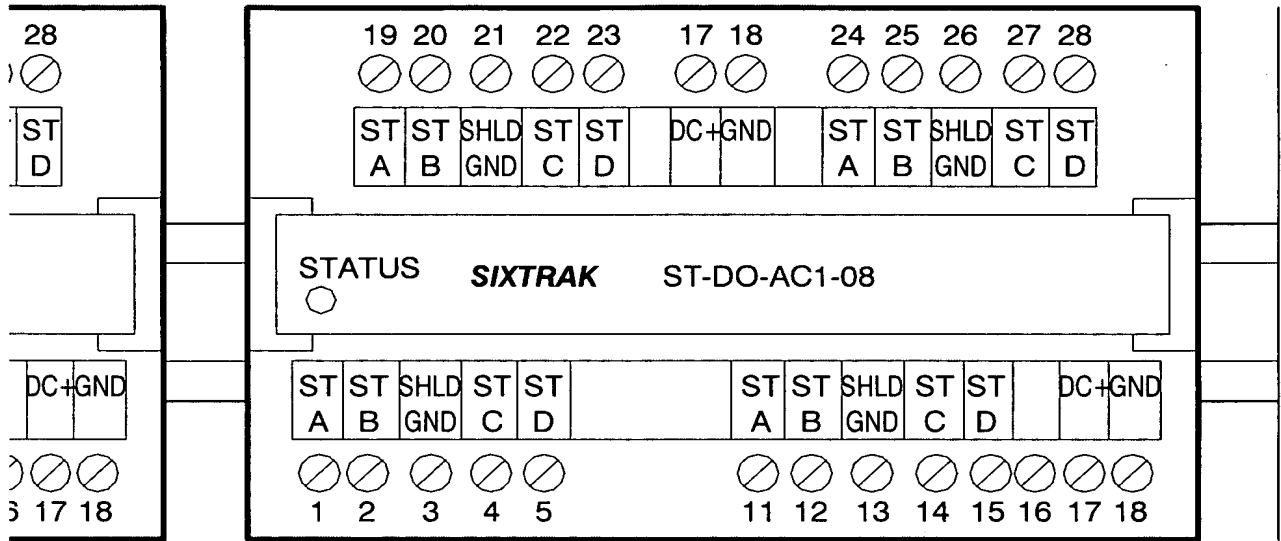 28
19 20 21 22 23 17 18 24 25 26 27 28
ST
D
ST ST SHLD ST ST DC+ GND ST ST SHLD ST ST
A B GND C D A B GND C D
STATUS SIXTRAK ST-DO-AC1-08
DC+ GND
ST ST SHLD ST ST ST ST SHLD ST ST DC+ GND
A B GND C D A B GND C D
17 18
1 2 3 4 5 11 12 13 14 15 16 17 18